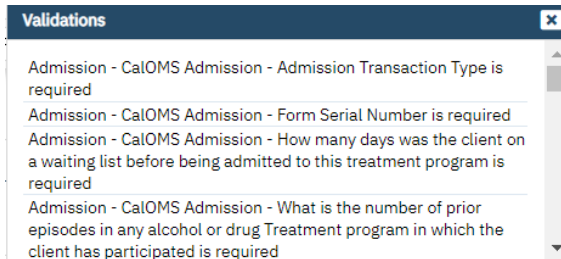 Validations
Admission - CalOMS Admission - Admission Transaction Type is
required
Admission - CalOMS Admission - Form Serial Number is required
Admission - CalOMS Admission - How many days was the client on
a waiting list before being admitted to this treatment program is
required
Admission - CalOMS Admission - What is the number of prior
episodes in any alcohol or drug Treatment program in which the
client has participated is required